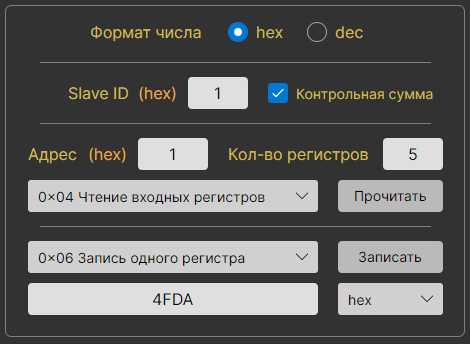 Формат числа hex dec
Slave ID (hex) 1 Контрольная сумма
Адрес (hex) 1 Кол-во регистров 5
0×04 Чтение входных регистров Прочитать
0×06 Запись одного регистра Записать
4FDA hex